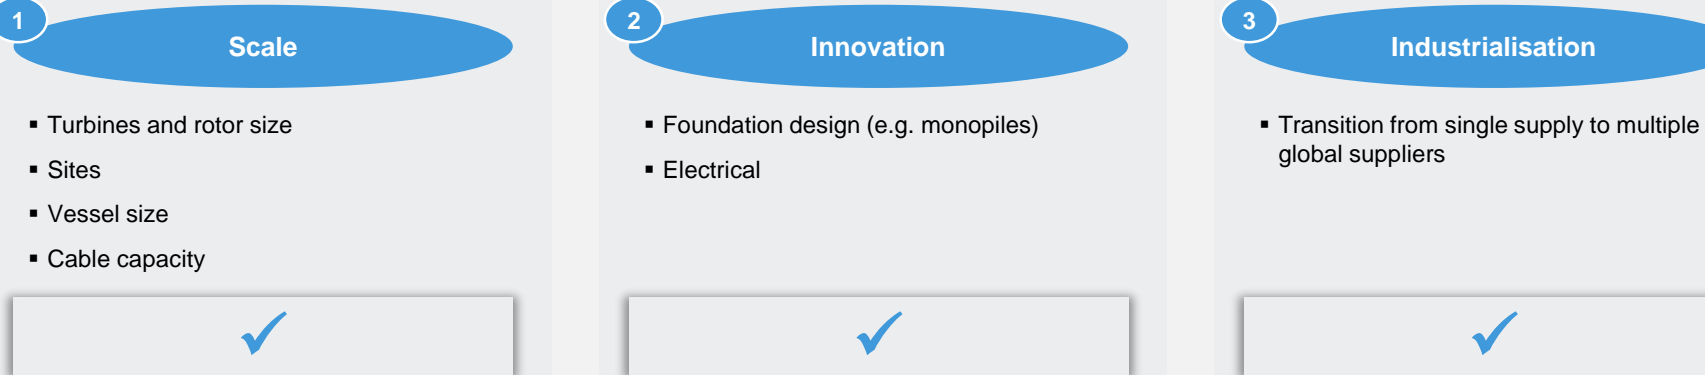 1
Scale
▪ Turbines and rotor size
▪ Sites
▪ Vessel size
▪ Cable capacity
2
Innovation
▪ Foundation design (e.g. monopiles)
▪ Electrical
3
Industrialisation
▪ Transition from single supply to multiple
global suppliers